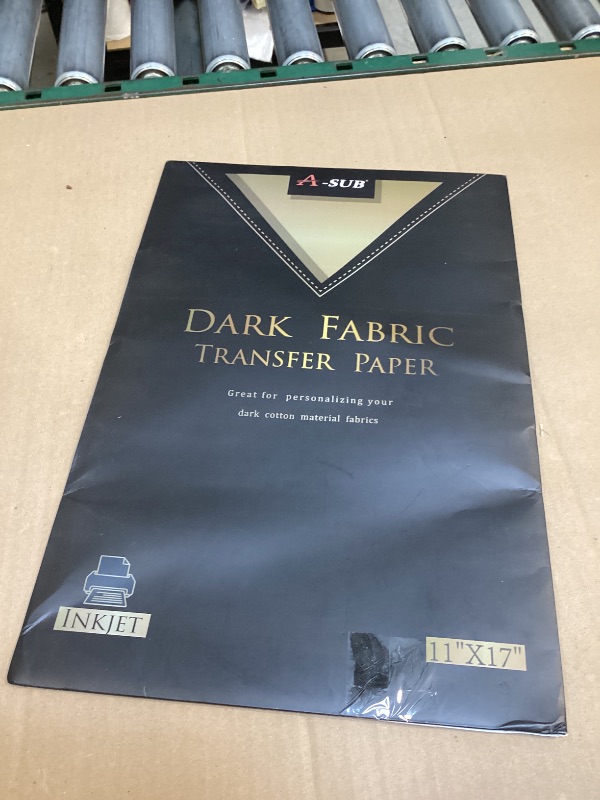 A-SUB®
DARK FABRIC
TRANSFER PAPER
Great for personalizing your
dark cotton material fabrics
INKJET
11"X17"